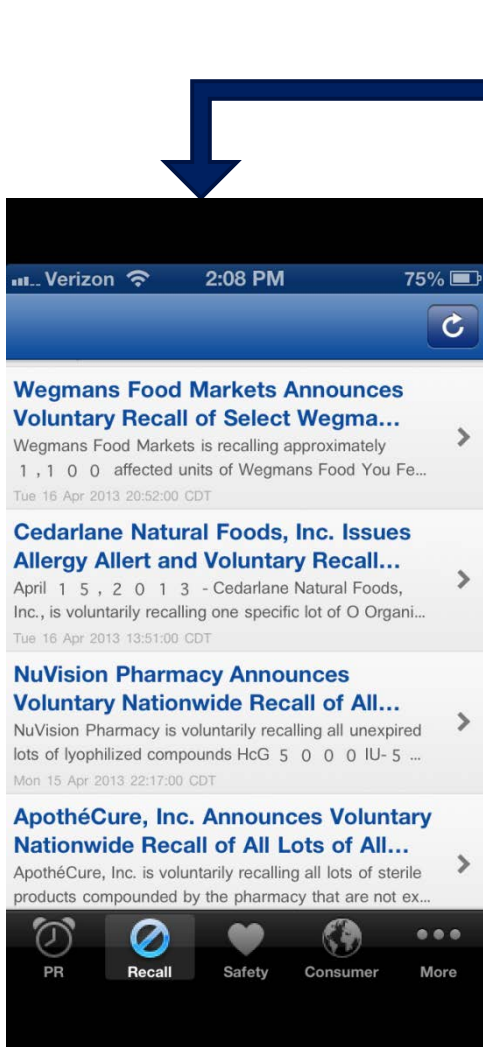 Verizon 2:08 PM 75%
Wegmans Food Markets Announces
Voluntary Recall of Select Wegma...
Wegmans Food Markets is recalling approximately
1,100 affected units of Wegmans Food You Fe...
Tue 16 Apr 2013 20:52:00 CDT
Cedarlane Natural Foods, Inc. Issues
Allergy Allert and Voluntary Recall...
April 15,2013 - Cedarlane Natural Foods,
Inc., is voluntarily recalling one specific lot of O Organi...
Tue 16 Apr 2013 13:51:00 CDT
NuVision Pharmacy Announces
Voluntary Nationwide Recall of All...
NuVision Pharmacy is voluntarily recalling all unexpired
lots of lyophilized compounds HcG 5000 IU-5 ...
Mon 15 Apr 2013 22:17:00 CDT
ApothéCure, Inc. Announces Voluntary
Nationwide Recall of All Lots of All...
ApothéCure, Inc. is voluntarily recalling all lots of sterile
products compounded by the pharmacy that are not ex...
PR Recall Safety Consumer More